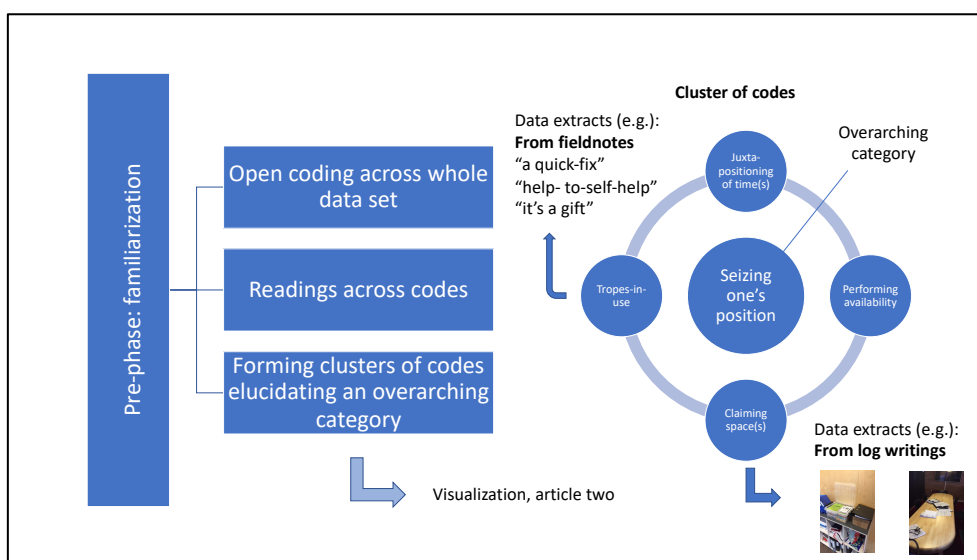 Pre-phase: familiarization
Open coding across whole
data set
Readings across codes
Forming clusters of codes
elucidating an overarching
category
Visualization, article two
Cluster of codes
Data extracts (e.g.):
From fieldnotes
“a quick-fix”
“help- to-self-help”
“it’s a gift”
Overarching
category
Juxta-
positioning
of time(s)
Tropes-in-
use
Seizing
one’s
position
Performing
availability
Claiming
space(s)
Data extracts (e.g.):
From log writings